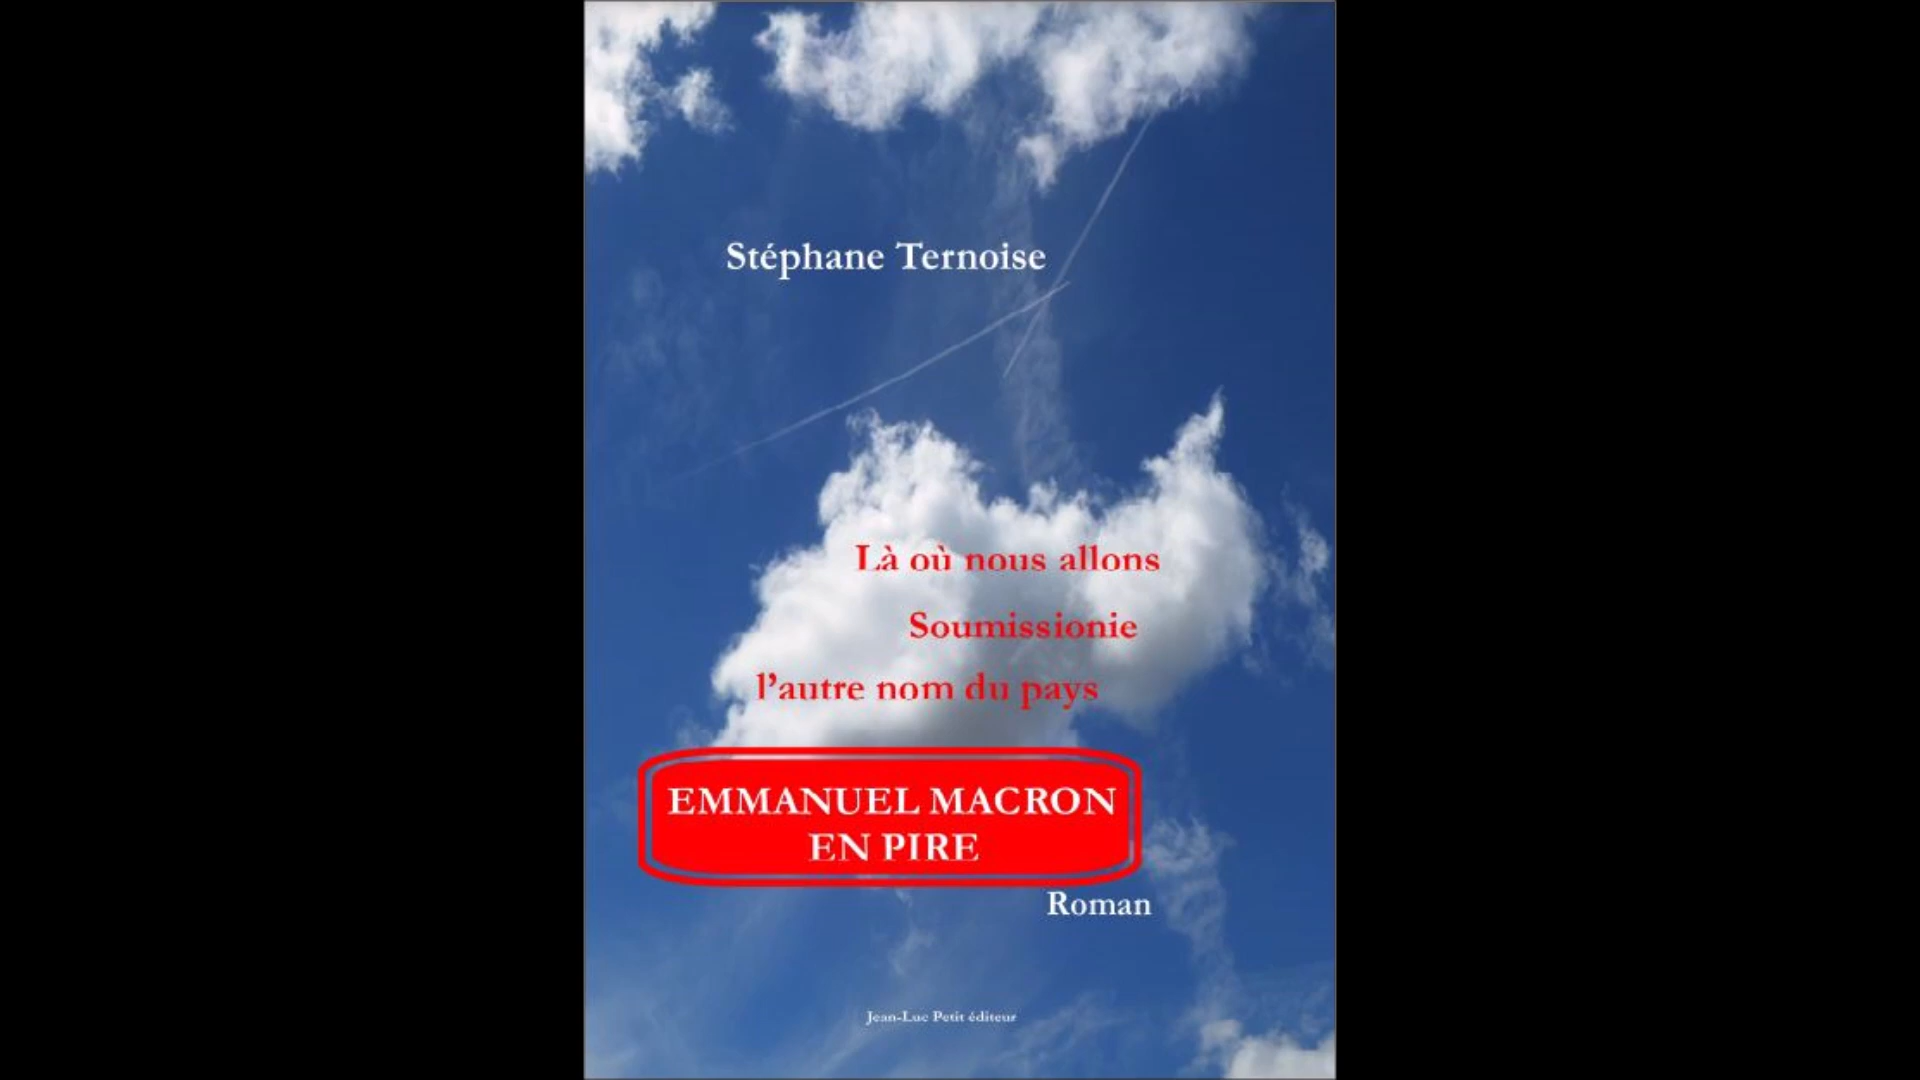 Stéphane Ternoise
Là où nous allons
Soumissionie
l'autre nom du pays
EMMANUEL MACRON
EN PIRE
Roman
Jean-Luc Petit éditeur